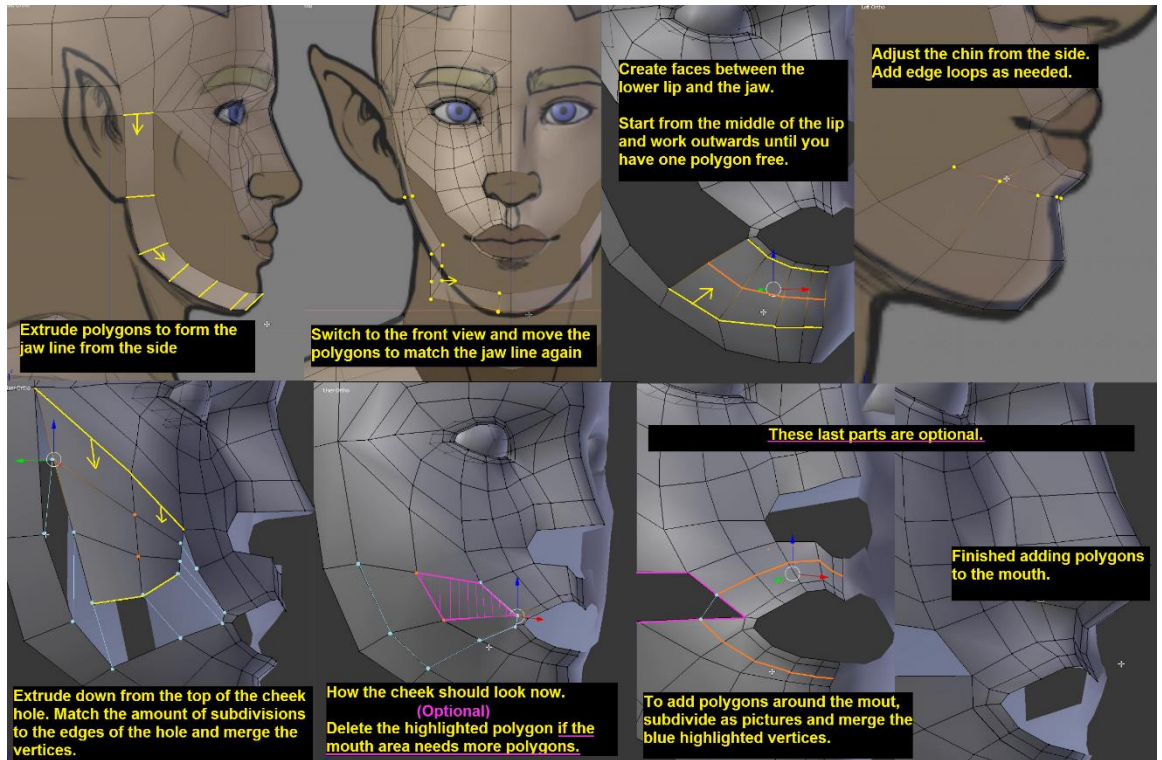 User Ortho
Left Ortho
Extrude polygons to form the
jaw line from the side
Switch to the front view and move the
polygons to match the jaw line again
Create faces between the
lower lip and the jaw.
Start from the middle of the lip
and work outwards until you
have one polygon free.
Adjust the chin from the side.
Add edge loops as needed.
User Ortho
Extrude down from the top of the cheek
hole. Match the amount of subdivisions
to the edges of the hole and merge the
vertices.
How the cheek should look now.
(Optional)
Delete the highlighted polygon if the
mouth area needs more polygons.
These last parts are optional.
To add polygons around the mout,
subdivide as pictures and merge the
blue highlighted vertices.
Finished adding polygons
to the mouth.